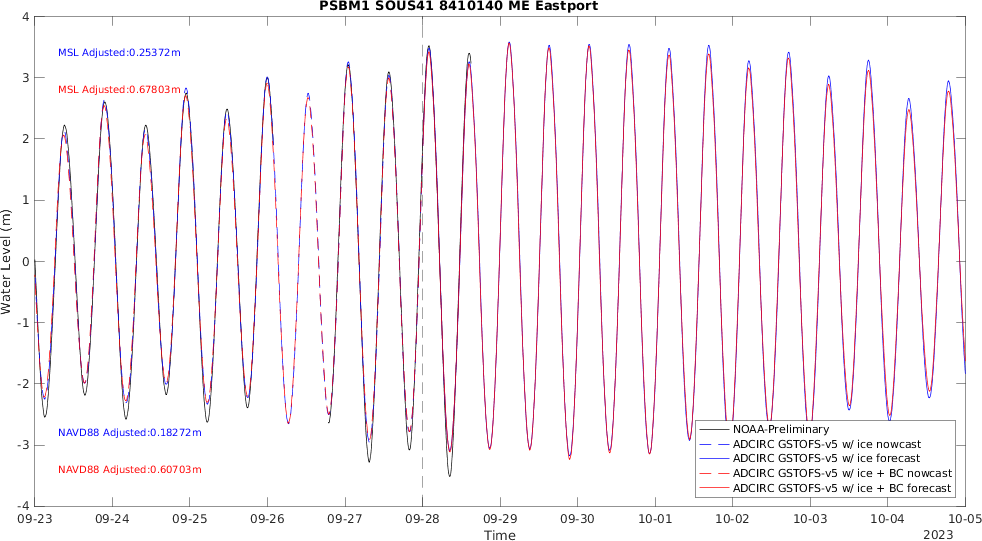 PSBM1 SOUS41 8410140 ME Eastport
4
3
2
1
0
-1
-2
-3
-4
Water Level (m)
MSL Adjusted:0.25372m
MSL Adjusted:0.67803m
NAVD88 Adjusted:0.18272m
NAVD88 Adjusted:0.60703m
NOAA-Preliminary
ADCIRC GSTOFS-v5 w/ ice nowcast
ADCIRC GSTOFS-v5 w/ ice forecast
ADCIRC GSTOFS-v5 w/ ice + BC nowcast
ADCIRC GSTOFS-v5 w/ ice + BC forecast
09-23 09-24 09-25 09-26 09-27 09-28 09-29 09-30 10-01 10-02 10-03 10-04 10-05
Time
2023